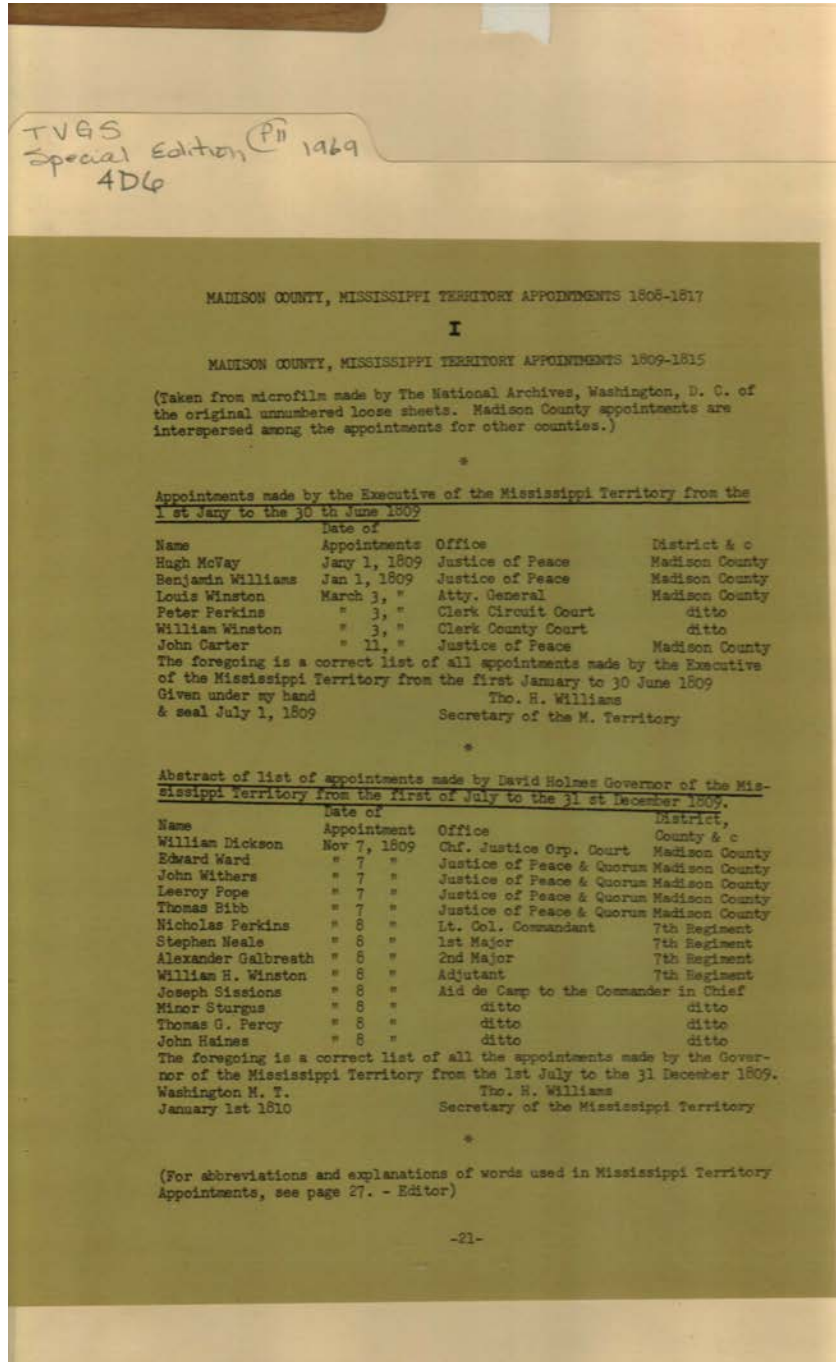 TVGS
Special Edition PII 1969
4D6
MADISON COUNTY, MISSISSIPPI TERRITORY APPOINTMENTS 1808-1817
I
MADISON COUNTY, MISSISSIPPI TERRITORY APPOINTMENTS 1809-1815
(Taken from microfilm made by The National Archives, Washington, D. C. of
the original unnumbered loose sheets. Madison County appointments are
interspersed among the appointments for other counties.)
*
Appointments made by the Executive of the Mississippi Territory from the
1 st Jany to the 30 th June 1809
Date of
Name Appointments Office District & c
Hugh McVay Jany 1, 1809 Justice of Peace Madison County
Benjamin Williams Jan 1, 1809 Justice of Peace Madison County
Louis Winston March 3, " Atty. General Madison County
Peter Perkins " 3, " Clerk Circuit Court ditto
William Winston " 3, " Clerk County Court ditto
John Carter " 11, " Justice of Peace Madison County
The foregoing is a correct list of all appointments made by the Executive
of the Mississippi Territory from the first January to 30 June 1809
Given under my hand Tho. H. Williams
& seal July 1, 1809 Secretary of the M. Territory
*
Abstract of list of appointments made by David Holmes Governor of the Mis-
sissippi Territory from the first of July to the 31 st December 1809.
Date of District,
Name Appointment Office County & c
William Dickson Nov 7, 1809 Chf. Justice Orp. Court Madison County
Edward Ward " 7 " Justice of Peace & Quorum Madison County
John Withers " 7 " Justice of Peace & Quorum Madison County
Leeroy Pope " 7 " Justice of Peace & Quorum Madison County
Thomas Bibb " 7 " Justice of Peace & Quorum Madison County
Nicholas Perkins " 8 " Lt. Col. Commandant 7th Regiment
Stephen Neale " 8 " 1st Major 7th Regiment
Alexander Galbreath " 8 " 2nd Major 7th Regiment
William H. Winston " 8 " Adjutant 7th Regiment
Joseph Sissions " 8 " Aid de Camp to the Commander in Chief
Minor Sturgus " 8 " ditto ditto
Thomas G. Percy " 8 " ditto ditto
John Haines " 8 " ditto ditto
The foregoing is a correct list of all the appointments made by the Gover-
nor of the Mississippi Territory from the 1st July to the 31 December 1809.
Washington M. T. Tho. H. Williams
January 1st 1810 Secretary of the Mississippi Territory
*
(For abbreviations and explanations of words used in Mississippi Territory
Appointments, see page 27. - Editor)
-21-